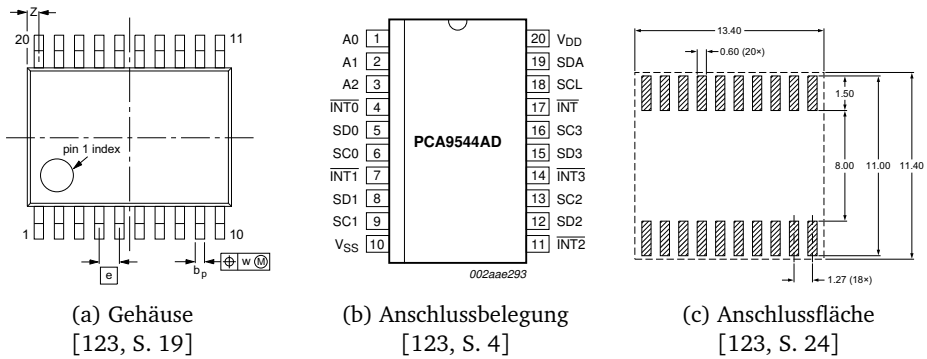 Z
20
11
pin 1 index
1
10
e
b p
w M
A0 1
A1 2
A2 3
INT0 4
SD0 5
SC0 6
INT1 7
SD1 8
SC1 9
VSS 10
PCA9544AD
20 VDD
19 SDA
18 SCL
17 INT
16 SC3
15 SD3
14 INT3
13 SC2
12 SD2
11 INT2
002aae293
13.40
0.60 (20×)
1.50
8.00
11.00
11.40
1.27 (18×)
(a) Gehäuse
[123, S. 19]
(b) Anschlussbelegung
[123, S. 4]
(c) Anschlussfläche
[123, S. 24]